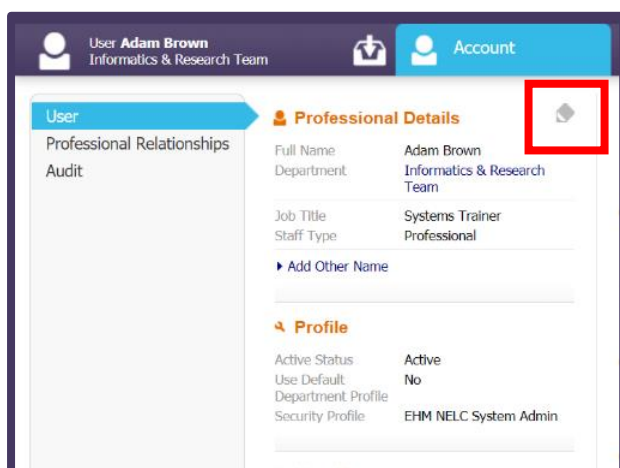 User Adam Brown
Informatics & Research Team
Account
User
Professional Relationships
Audit
Professional Details
Full Name Adam Brown
Department Informatics & Research
Team
Job Title Systems Trainer
Staff Type Professional
Add Other Name
Profile
Active Status Active
Use Default No
Department Profile
Security Profile EHM NELC System Admin